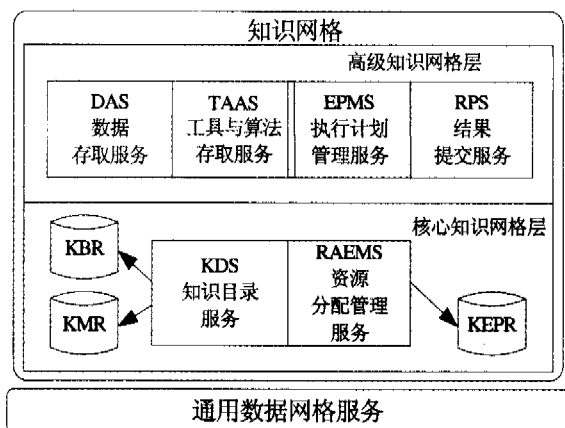 知识网格
高级知识网格层
DAS
数据
存取服务
TAAS
工具与算法
存取服务
EPMS
执行计划
管理服务
RPS
结果
提交服务
核心知识网格层
KBR
KMR
KDS
知识目录
服务
RAEMS
资源
分配管理
服务
KEPR
通用数据网格服务